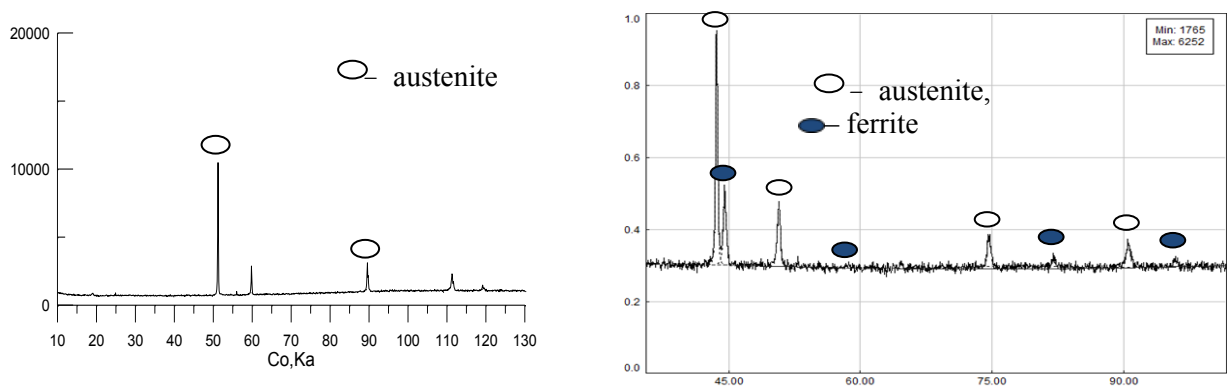 20000
– austenite
10000
0
10 20 30 40 50 60 70 80 90 100 110 120 130
Co,Ka
1.0
Min: 1765
Max: 6252
0.8
– austenite,
– ferrite
0.6
0.4
0.2
0.0
45.00 60.00 75.00 90.00